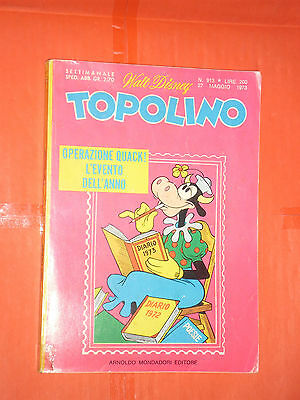 SETTIMANALE
SPED. ABB. GR. 2/70
Walt Disney
N. 913 ★ LIRE 200
27 MAGGIO 1973
TOPOLINO
OPERAZIONE QUACK!
L'EVENTO
DELL'ANNO
DIARIO
1973
DIARIO
1972
POESIE
ARNOLDO MONDADORI EDITORE